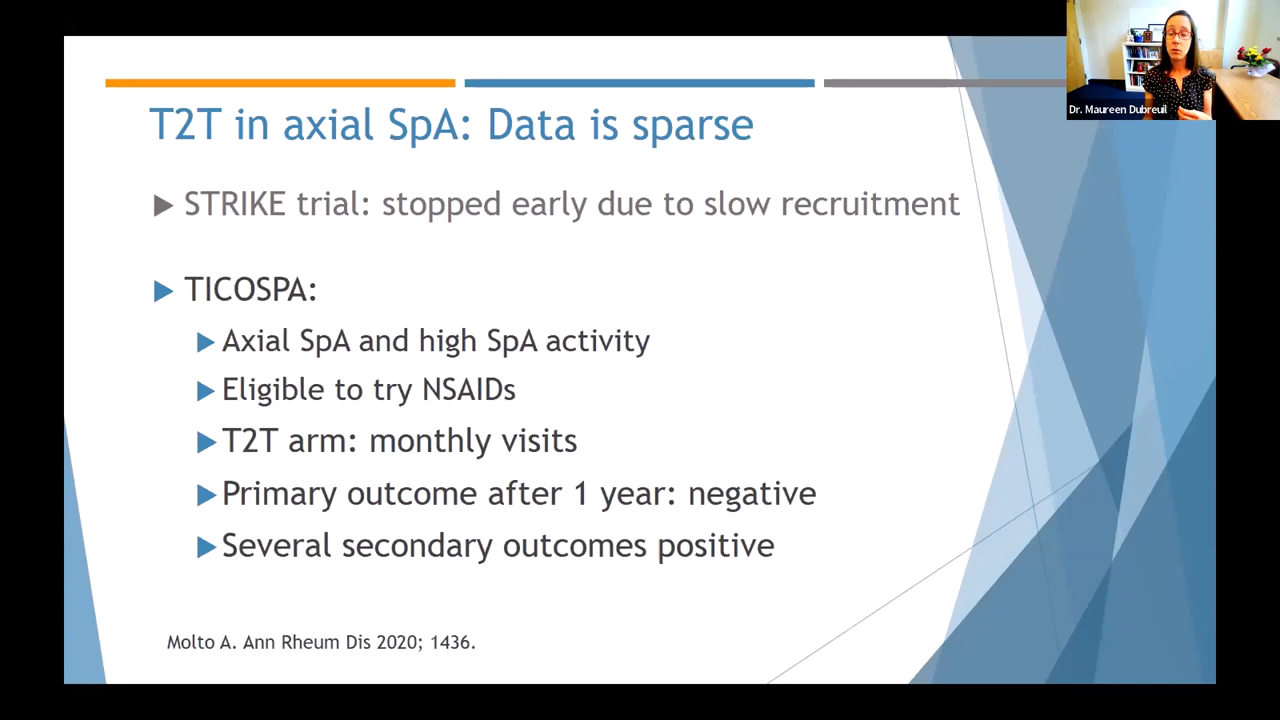 T2T in axial SpA: Data is sparse
STRIKE trial: stopped early due to slow recruitment
TICOSPA:
Axial SpA and high SpA activity
Eligible to try NSAIDs
T2T arm: monthly visits
Primary outcome after 1 year: negative
Several secondary outcomes positive
Molto A. Ann Rheum Dis 2020; 1436.
Dr. Maureen Dubreuil